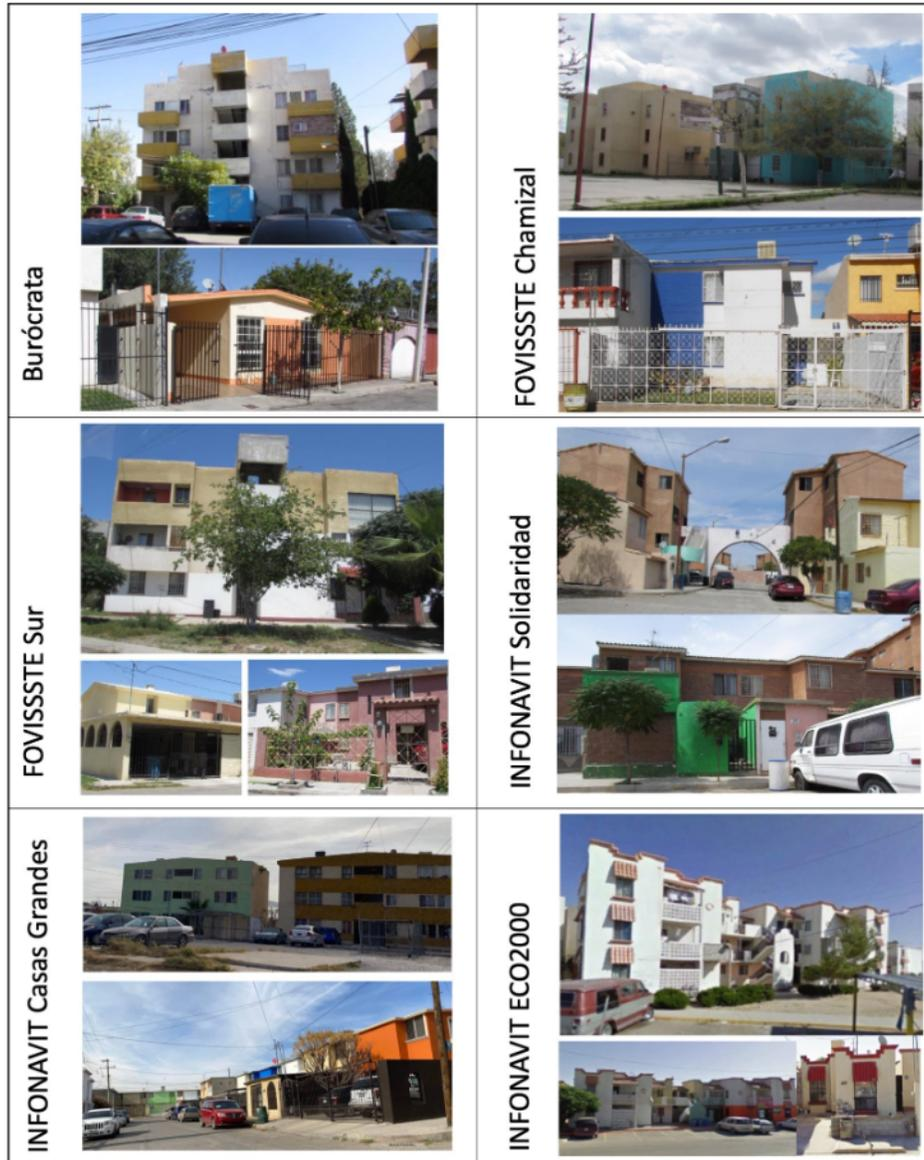 Burócrata
FOVISSSTE Chamizal
FOVISSSTE Sur
INFONAVIT Solidaridad
INFONAVIT Casas Grandes
INFONAVIT ECO2000